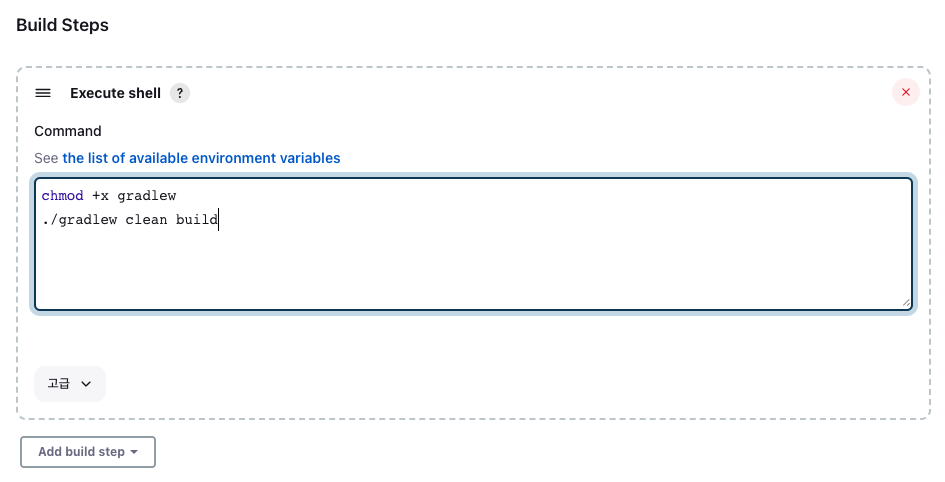 Build Steps
Execute shell ?
Command
See the list of available environment variables
chmod +x gradlew
./gradlew clean build
고급
Add build step